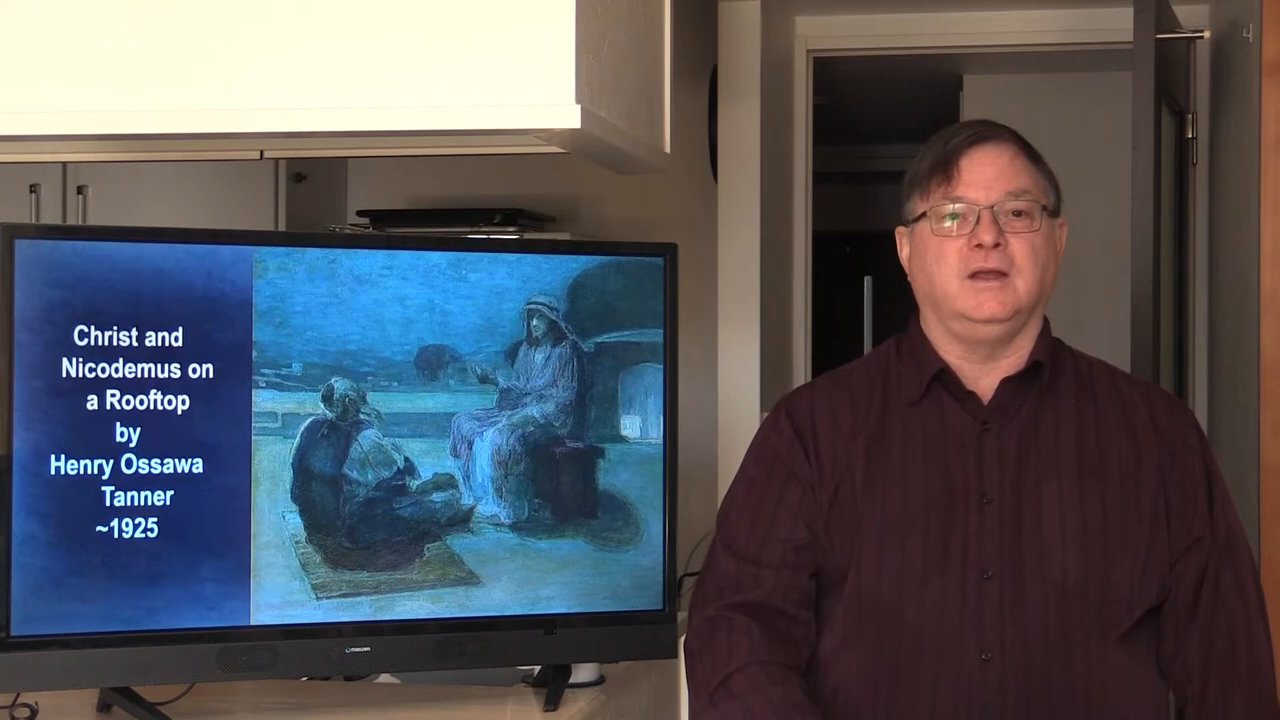 Christ and
Nicodemus on
a Rooftop
by
Henry Ossawa
Tanner
~1925